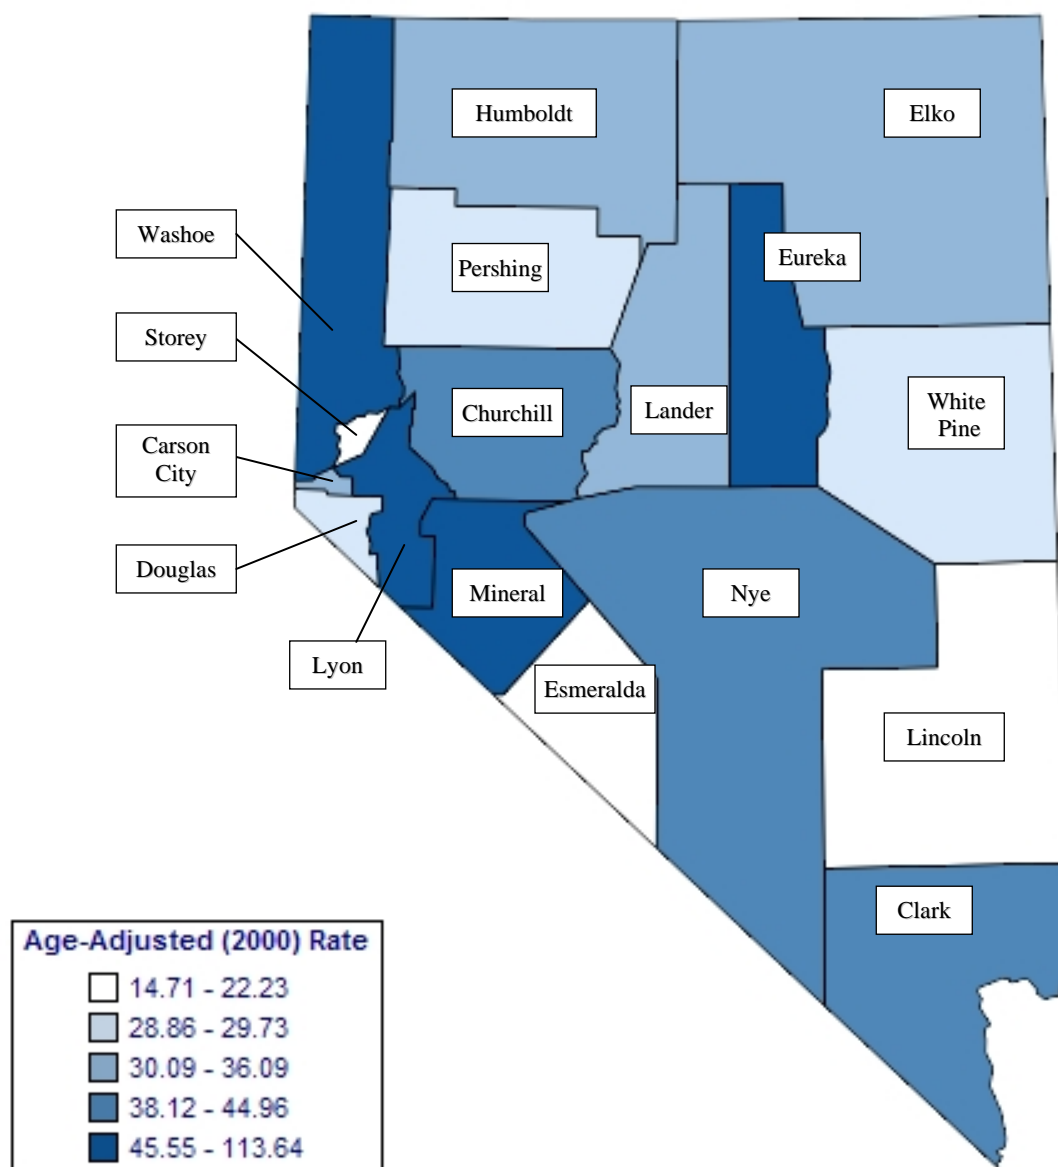 Humboldt
Elko
Washoe
Eureka
Pershing
Storey
Lander
Churchill
White
Pine
Carson
City
Douglas
Mineral
Nye
Lyon
Esmeralda
Lincoln
Clark
Age-Adjusted (2000) Rate
14.71 - 22.23
28.86 - 29.73
30.09 - 36.09
38.12 - 44.96
45.55 - 113.64